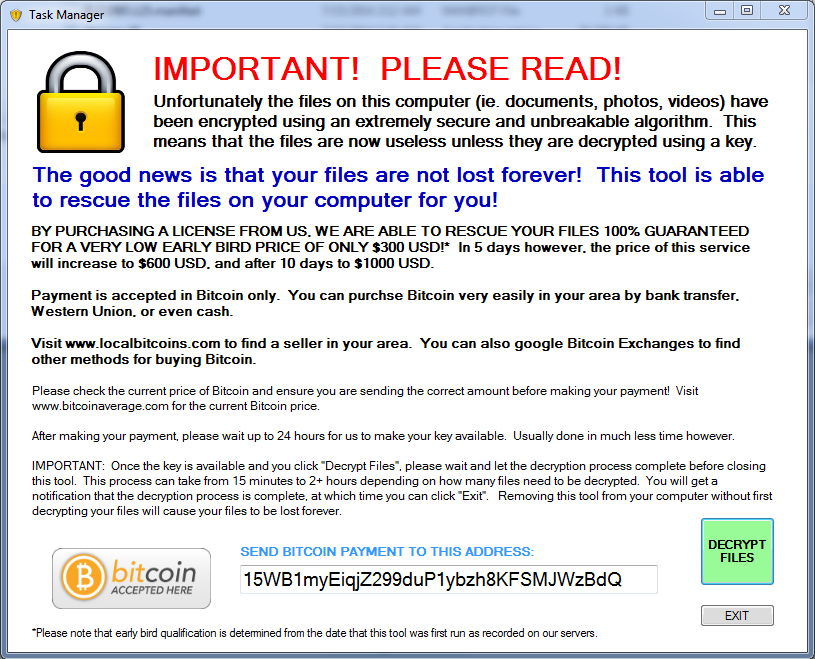 Task Manager
IMPORTANT!  PLEASE READ!
Unfortunately the files on this computer (ie. documents, photos, videos) have
been encrypted using an extremely secure and unbreakable algorithm.  This
means that the files are now useless unless they are decrypted using a key.
The good news is that your files are not lost forever!  This tool is able
to rescue the files on your computer for you!
BY PURCHASING A LICENSE FROM US, WE ARE ABLE TO RESCUE YOUR FILES 100% GUARANTEED
FOR A VERY LOW EARLY BIRD PRICE OF ONLY $300 USD!*  In 5 days however, the price of this service
will increase to $600 USD, and after 10 days to $1000 USD.
Payment is accepted in Bitcoin only.  You can purchse Bitcoin very easily in your area by bank transfer,
Western Union, or even cash.
Visit www.localbitcoins.com to find a seller in your area.  You can also google Bitcoin Exchanges to find
other methods for buying Bitcoin.
Please check the current price of Bitcoin and ensure you are sending the correct amount before making your payment!  Visit
www.bitcoinaverage.com for the current Bitcoin price.
After making your payment, please wait up to 24 hours for us to make your key available.  Usually done in much less time however.
IMPORTANT:  Once the key is available and you click "Decrypt Files", please wait and let the decryption process complete before closing
this tool.  This process can take from 15 minutes to 2+ hours depending on how many files need to be decrypted.  You will get a
notification that the decryption process is complete, at which time you can click "Exit".   Removing this tool from your computer without first
decrypting your files will cause your files to be lost forever.
bitcoin
ACCEPTED HERE
SEND BITCOIN PAYMENT TO THIS ADDRESS:
15WB1myEiqjZ299duP1ybzh8KFSMJWzBdQ
DECRYPT
FILES
EXIT
*Please note that early bird qualification is determined from the date that this tool was first run as recorded on our servers.